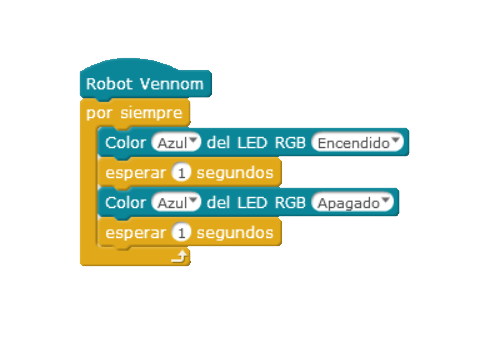 Robot Vennom
por siempre
Color Azul del LED RGB Encendido
esperar 1 segundos
Color Azul del LED RGB Apagado
esperar 1 segundos